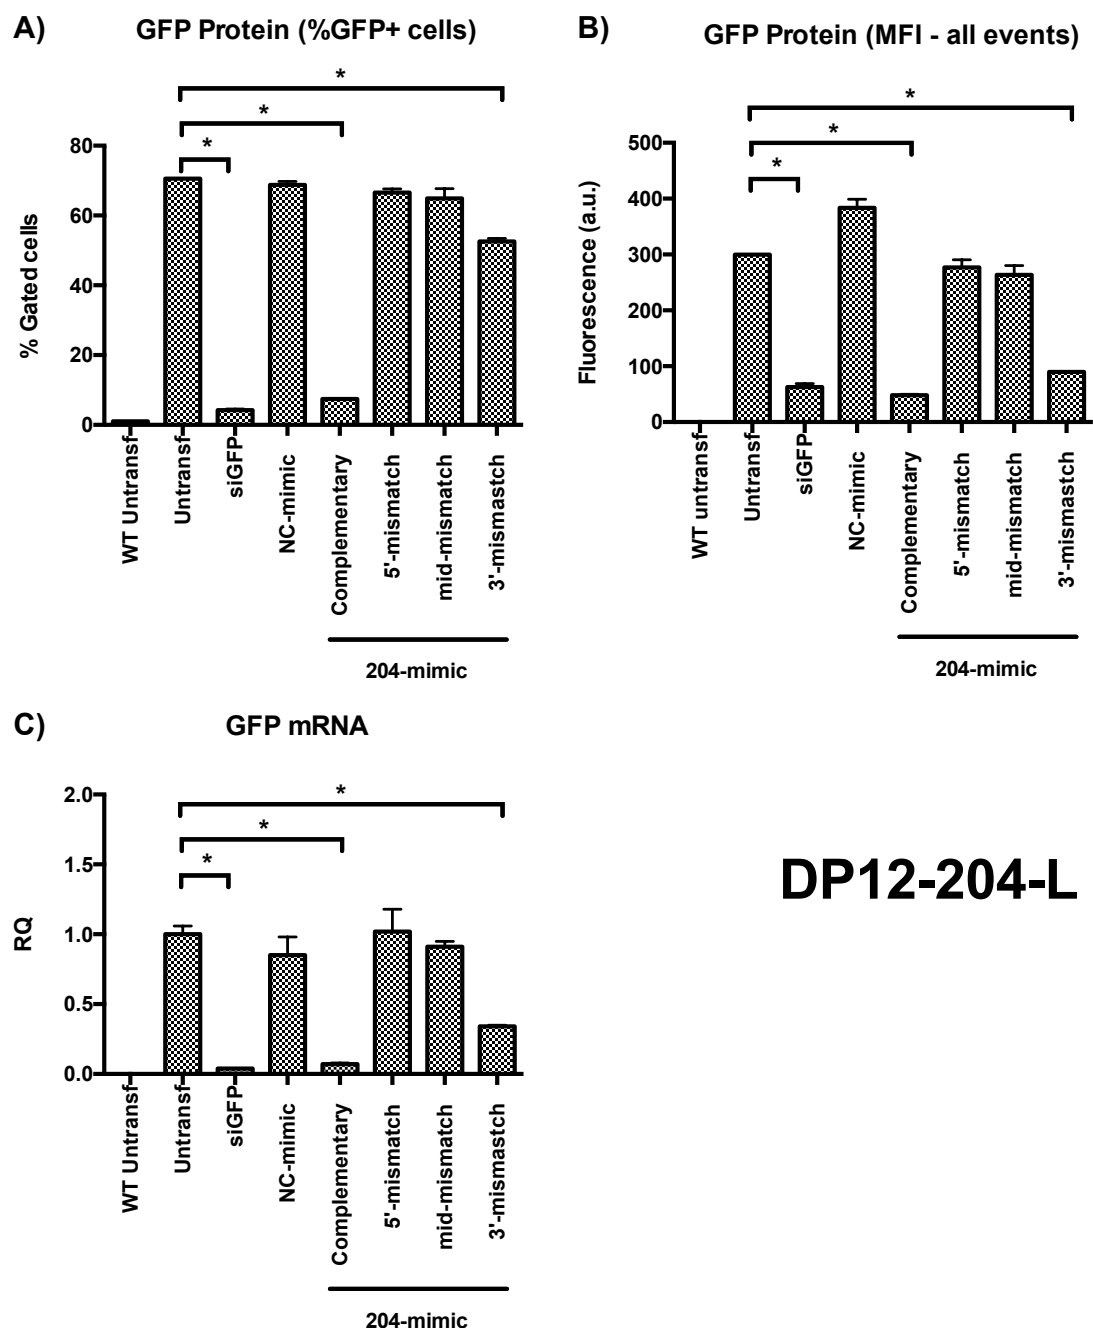 A) GFP Protein (%GFP+ cells)
*
*
*
80
60
40
20
0
% Gated cells
WT Untransf
Untransf
siGFP
NC-mimic
Complementary
5'-mismatch
mid-mismatch
3'-mismastch
204-mimic
B) GFP Protein (MFI - all events)
*
*
*
500
400
300
200
100
0
Fluorescence (a.u.)
WT untransf
Untransf
siGFP
NC-mimic
Complementary
5'-mismatch
mid-mismatch
3'-mismastch
204-mimic
C) GFP mRNA
*
*
*
2.0
1.5
1.0
0.5
0.0
RQ
WT Untransf
Untransf
siGFP
NC-mimic
Complementary
5'-mismatch
mid-mismatch
3'-mismastch
204-mimic
DP12-204-L